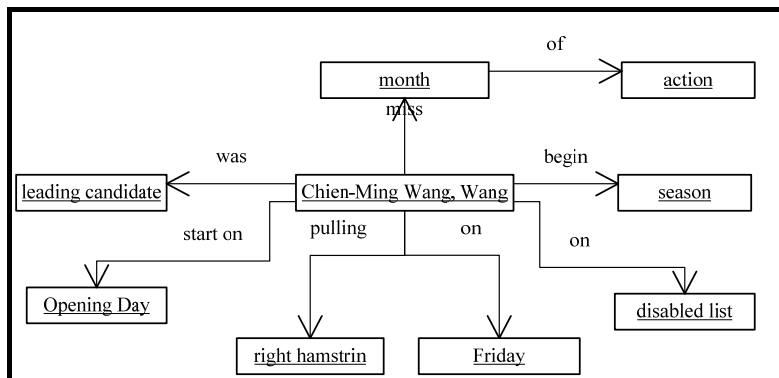 of
month
action
miss
was
begin
leading candidate
Chien-Ming Wang, Wang
season
start on
pulling
on
on
Opening Day
disabled list
right hamstrin
Friday